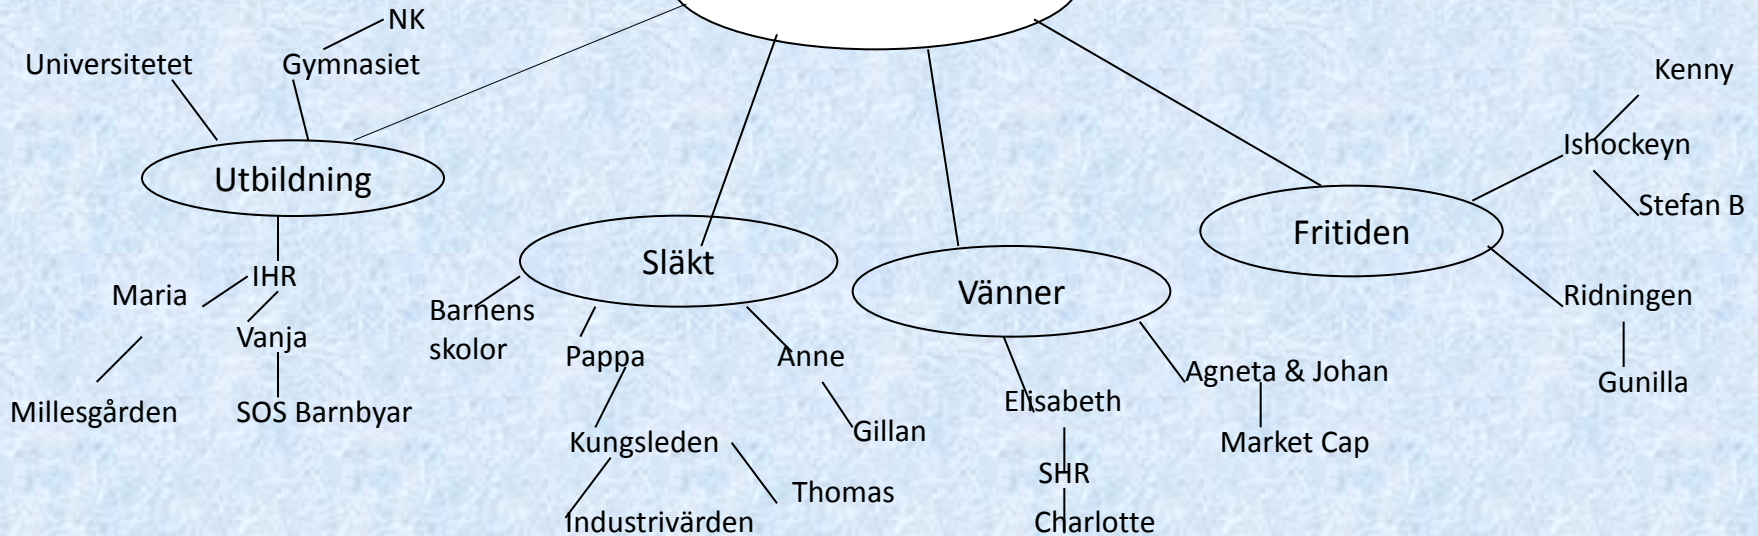 NK
Universitetet
Gymnasiet
Utbildning
IHR
Maria
Vanja
Millesgården
SOS Barnbyar
Släkt
Barnens
skolor
Pappa
Anne
Kungsleden
Gillan
Thomas
Industrivärden
Vänner
Elisabeth
Agneta & Johan
SHR
Market Cap
Charlotte
Fritiden
Kenny
Ishockeyn
Stefan B
Ridningen
Gunilla